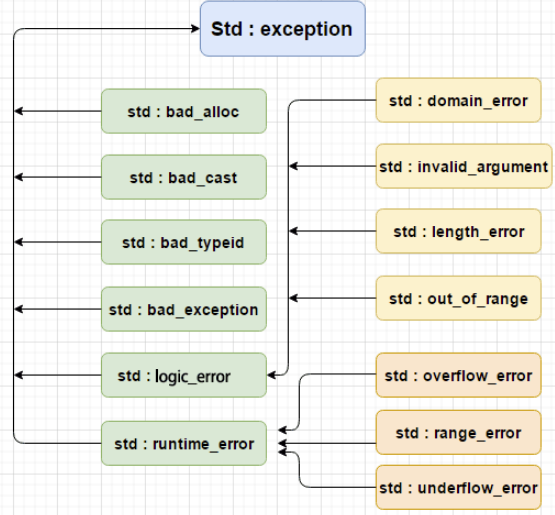 Std : exception
std : bad_alloc
std : domain_error
std : bad_cast
std : invalid_argument
std : bad_typeid
std : length_error
std : bad_exception
std : out_of_range
std : logic_error
std : overflow_error
std : runtime_error
std : range_error
std : underflow_error